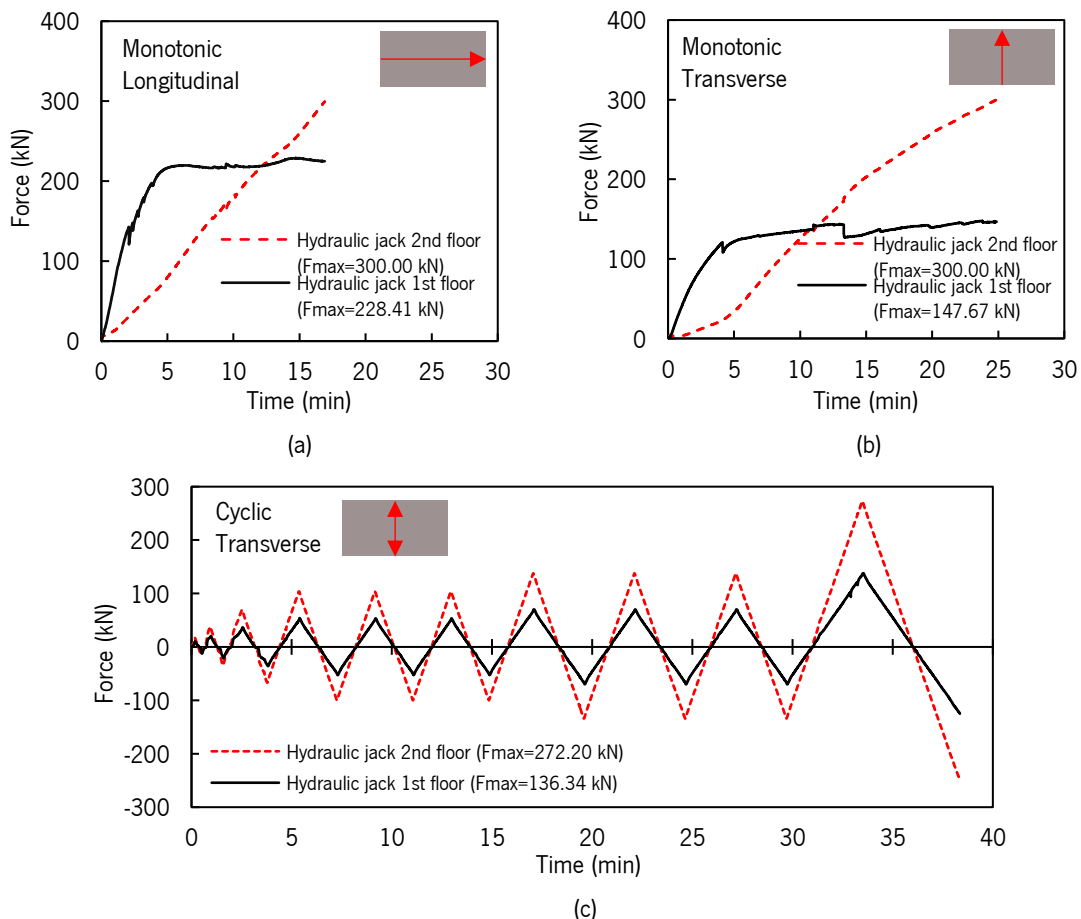 400
300
200
100
0
Force (kN)
Monotonic
Longitudinal
Hydraulic jack 2nd floor
(Fmax=300.00 kN)
Hydraulic jack 1st floor
(Fmax=228.41 kN)
0 5 10 15 20 25 30
Time (min)
(a)
400
300
200
100
0
Force (kN)
Monotonic
Transverse
Hydraulic jack 2nd floor
(Fmax=300.00 kN)
Hydraulic jack 1st floor
(Fmax=147.67 kN)
0 5 10 15 20 25 30
Time (min)
(b)
300
200
100
0
-100
-200
-300
Force (kN)
Cyclic
Transverse
Hydraulic jack 2nd floor (Fmax=272.20 kN)
Hydraulic jack 1st floor (Fmax=136.34 kN)
0 5 10 15 20 25 30 35 40
Time (min)
(c)